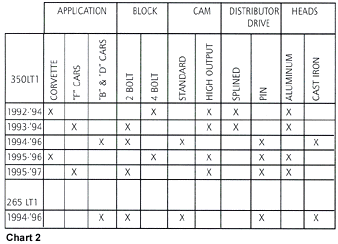 APPLICATION BLOCK CAM DISTRIBUTOR DRIVE HEADS
350LT1 CORVETTE "F" CARS "B" & "D" CARS 2 BOLT 4 BOLT STANDARD HIGH OUTPUT SPLINED PIN ALUMINUM CAST IRON
1992-'94 X X X X X
1993-'94 X X X X X
1994-'96 X X X X X
1995-'96 X X X X X
1995-'97 X X X X X
265 LT1
1994-'96 X X X X X
Chart 2